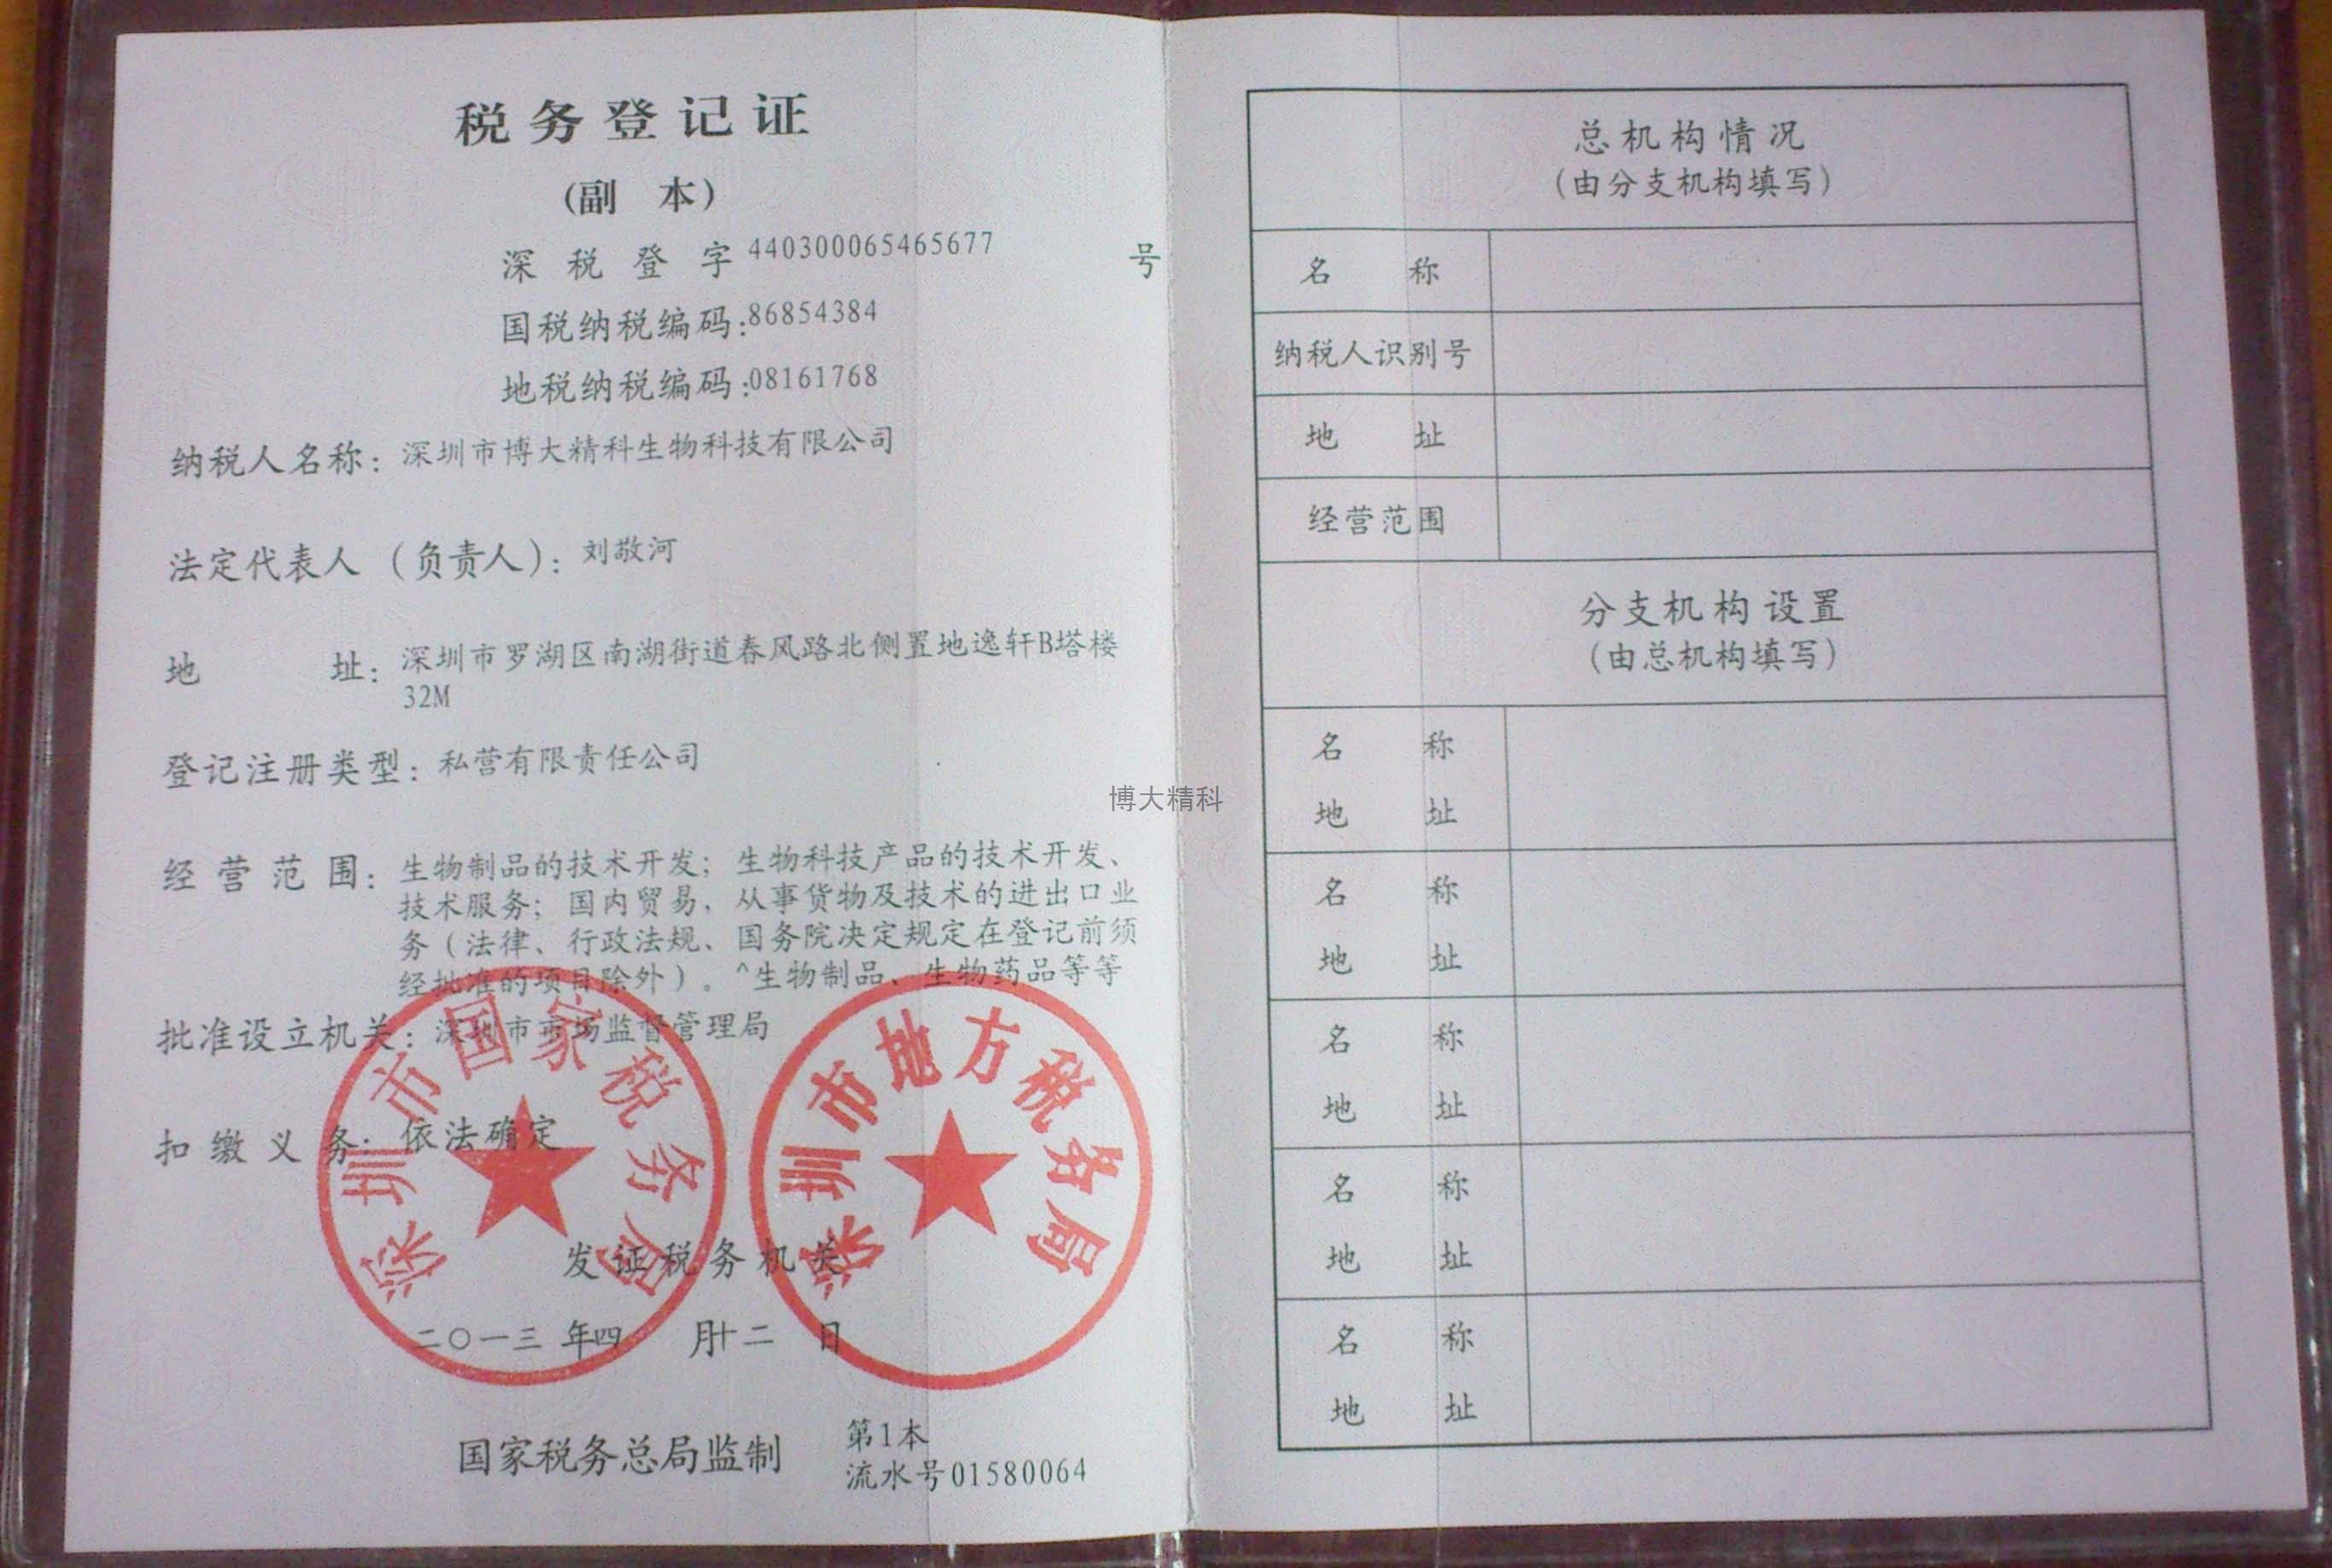 税务登记证
(副 本)
深税登字 440300065465677 号
国税纳税编码:86854384
地税纳税编码:08161768
纳税人名称: 深圳市博大精科生物科技有限公司
法定代表人（负责人）: 刘敬河
地 址: 深圳市罗湖区南湖街道春风路北侧置地逸轩B塔楼
32M
登记注册类型: 私营有限责任公司
经营范围: 生物制品的技术开发；生物科技产品的技术开发、
技术服务；国内贸易，从事货物及技术的进出口业
务（法律、行政法规、国务院决定规定在登记前须
经批准的项目除外）。^生物制品、生物药品等等
批准设立机关: 深圳市市场监督管理局
扣缴义务: 依法确定
深圳市国家税务局
深圳市地方税务局
发证税务机关
二〇一三 年四 月十二 日
国家税务总局监制
第1本
流水号01580064
博大精科
总机构情况
(由分支机构填写)
名 称
纳税人识别号
地 址
经营范围
分支机构设置
(由总机构填写)
名 称
地 址
名 称
地 址
名 称
地 址
名 称
地 址
名 称
地 址